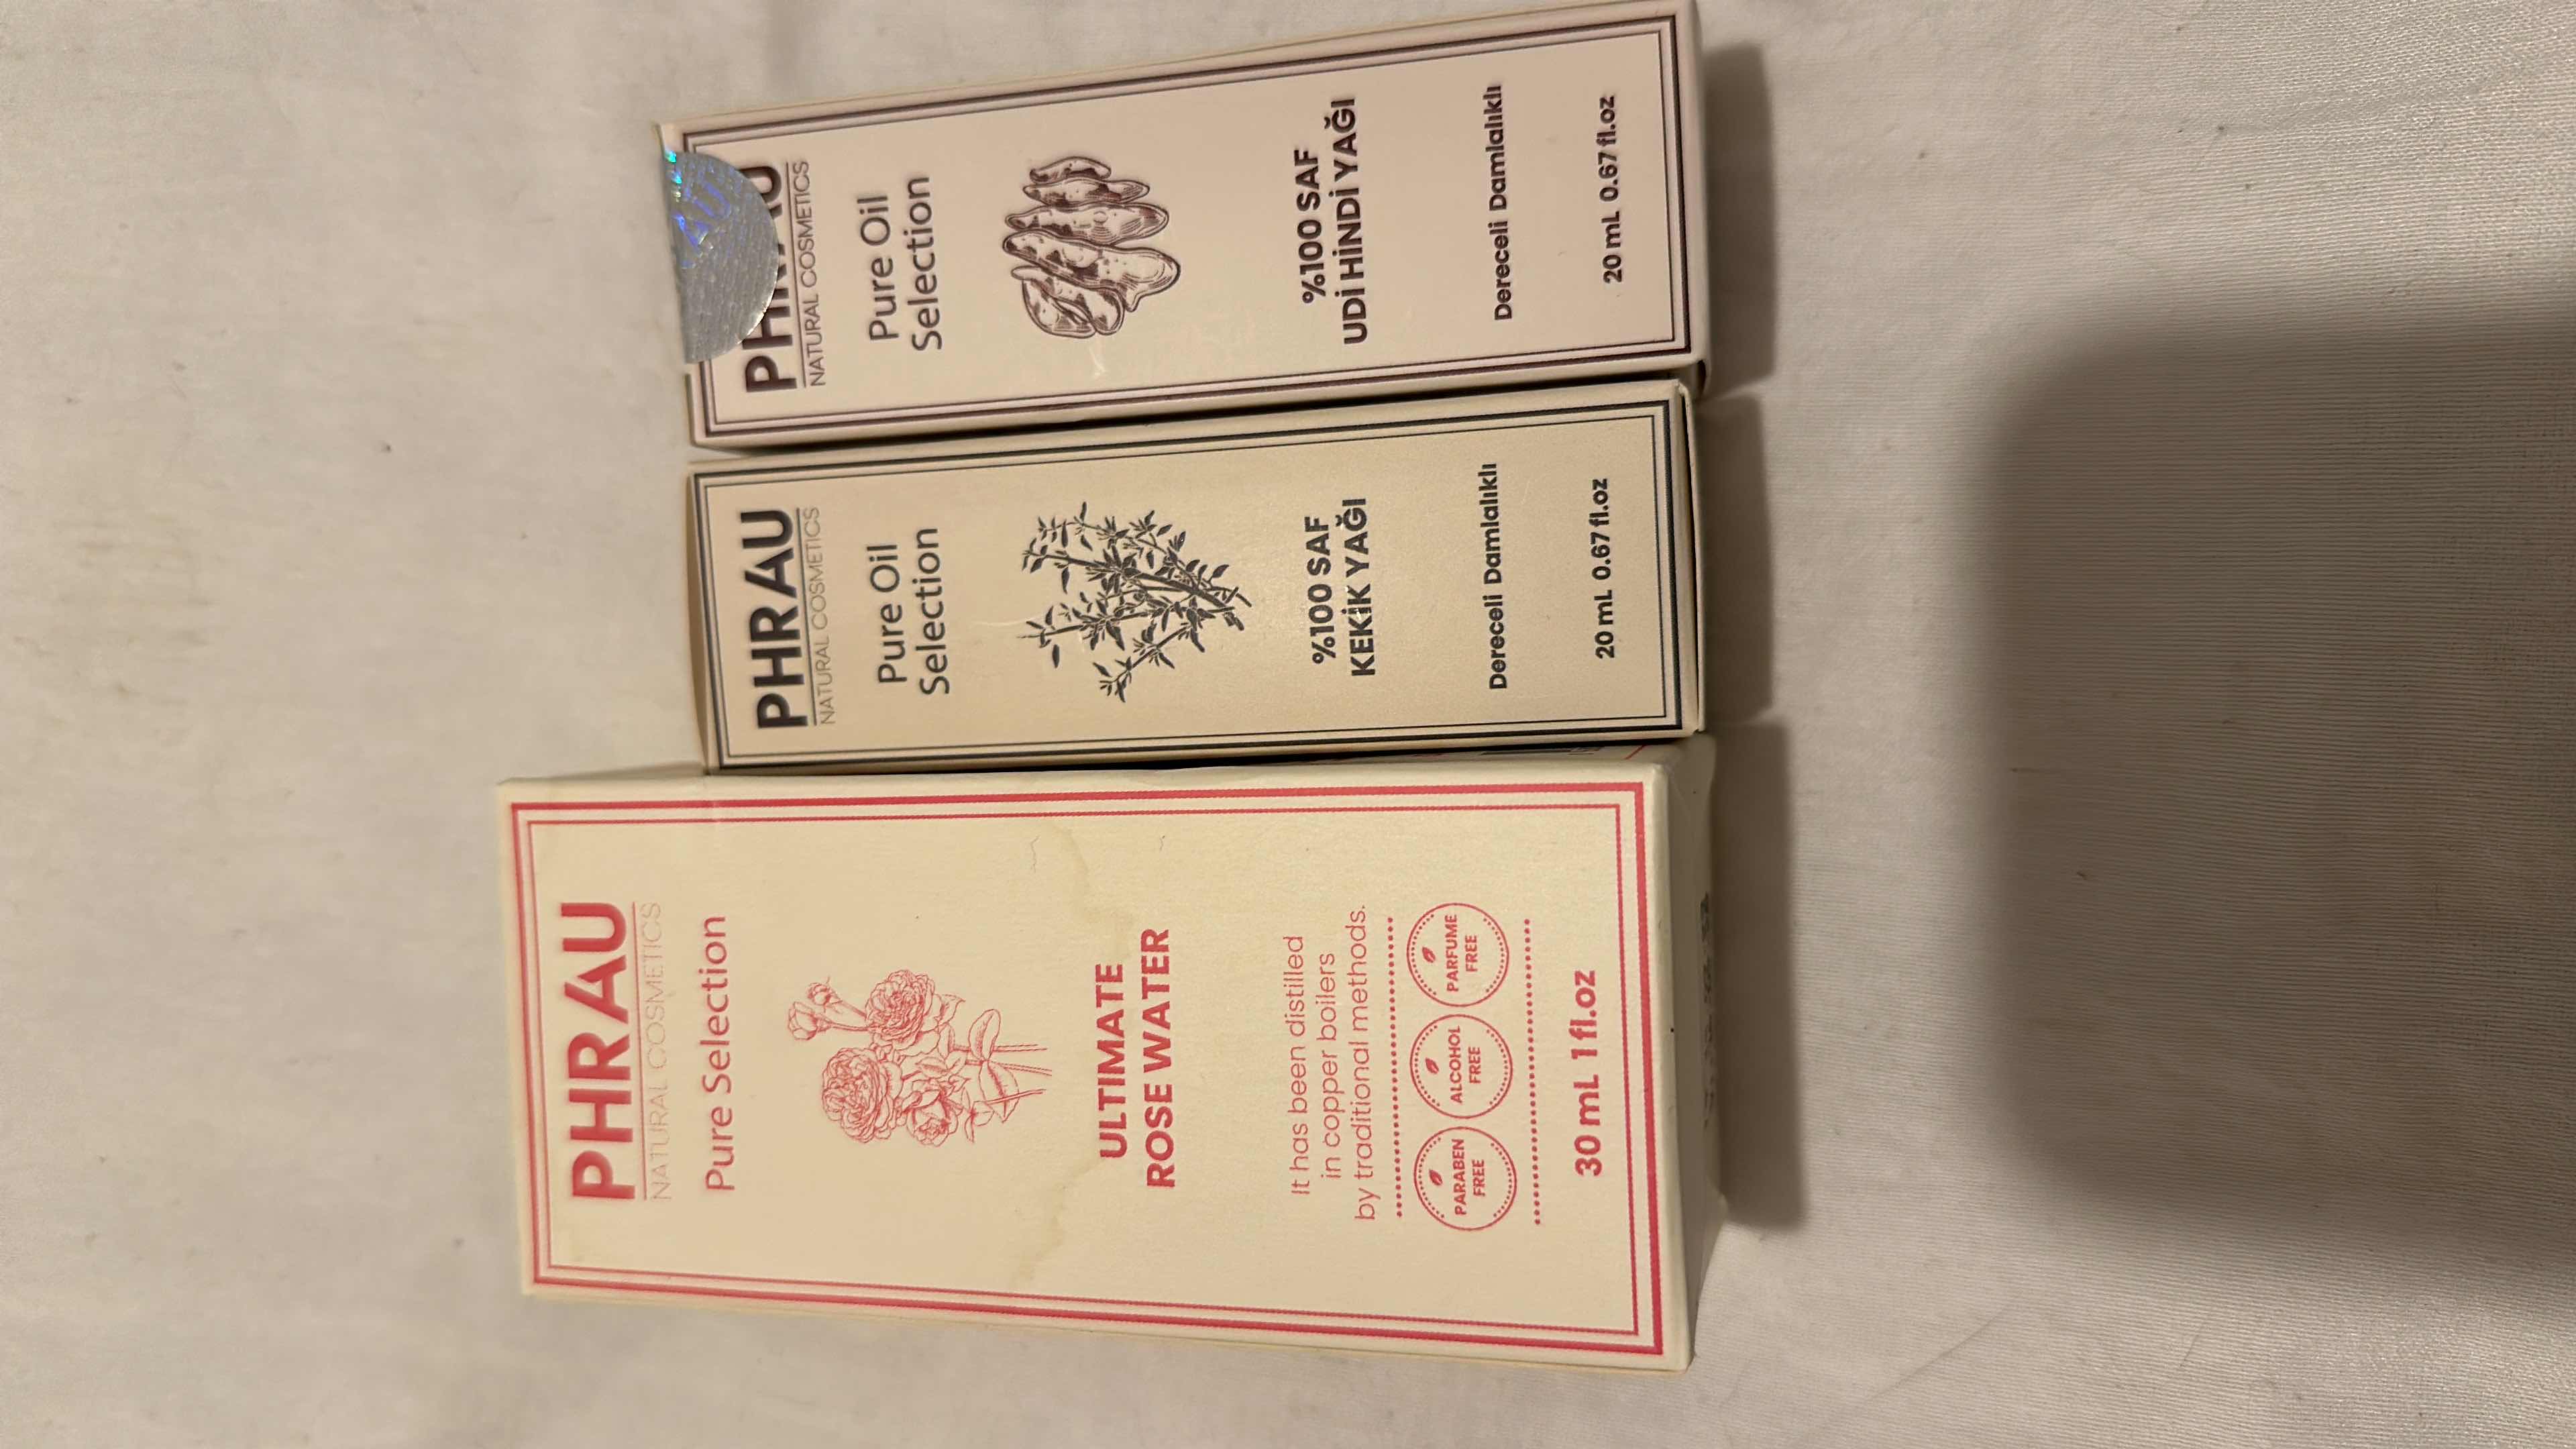 PHRAU
NATURAL COSMETICS
Pure Selection
ULTIMATE
ROSE WATER
It has been distilled
in copper boilers
by traditional methods.
PARABEN
FREE
ALCOHOL
FREE
PARFUME
FREE
30 mL 1 fl.oz
PHRAU
NATURAL COSMETICS
Pure Oil
Selection
%100 SAF
KEKİK YAĞI
Dereceli Damlalıklı
20 mL 0.67 fl.oz
PHRAU
NATURAL COSMETICS
Pure Oil
Selection
%100 SAF
UDİ HİNDİ YAĞI
Dereceli Damlalıklı
20 mL 0.67 fl.oz